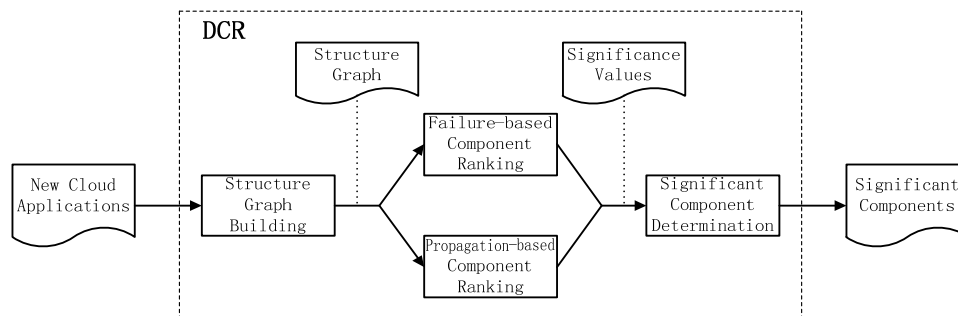 DCR
Structure
Graph
Significance
Values
Failure-based
Component
Ranking
New Cloud
Applications
Structure
Graph
Building
Significant
Component
Determination
Significant
Components
Propagation-based
Component
Ranking